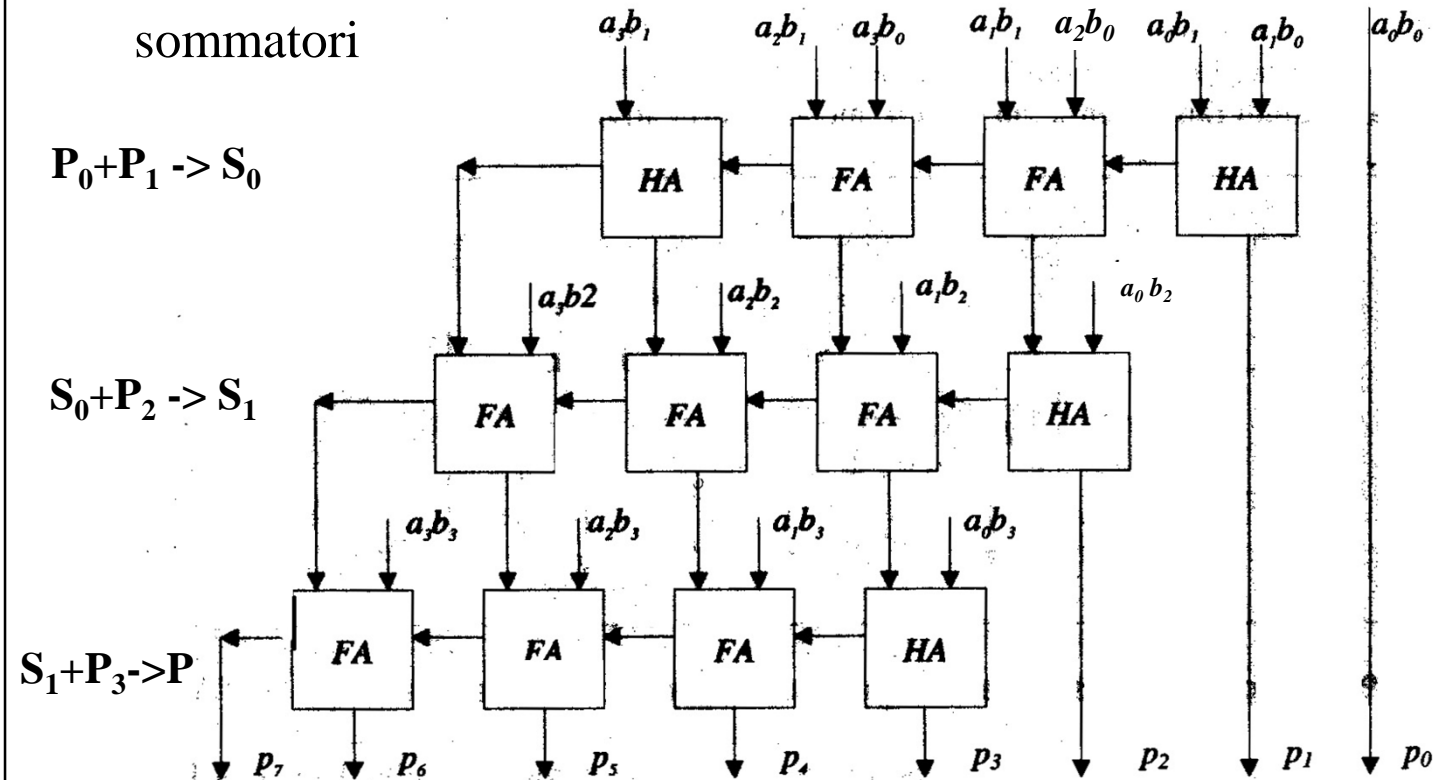 sommatori
a₃b₁ a₂b₁ a₃b₀ a₁b₁ a₂b₀ a₀b₁ a₁b₀ a₀b₀
P₀+P₁ -> S₀ HA FA FA HA
a₃b2 a₂b₂ a₁b₂ a₀ b₂
S₀+P₂ -> S₁ FA FA FA HA
a₃b₃ a₂b₃ a₁b₃ a₀b₃
S₁+P₃->P FA FA FA HA
p₇ p₆ p₅ p₄ p₃ p₂ p₁ p₀